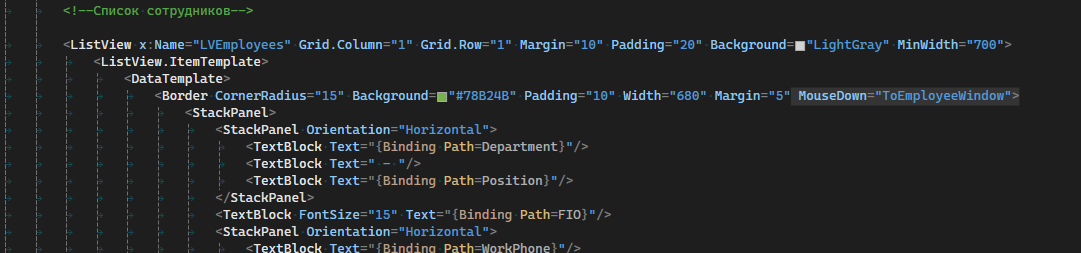 <!--Список сотрудников-->
<ListView x:Name="LVEmployees" Grid.Column="1" Grid.Row="1" Margin="10" Padding="20" Background="LightGray" MinWidth="700">
<ListView.ItemTemplate>
<DataTemplate>
<Border CornerRadius="15" Background="#78B24B" Padding="10" Width="680" Margin="5" MouseDown="ToEmployeeWindow">
<StackPanel>
<StackPanel Orientation="Horizontal">
<TextBlock Text="{Binding Path=Department}"/>
<TextBlock Text=" - "/>
<TextBlock Text="{Binding Path=Position}"/>
</StackPanel>
<TextBlock FontSize="15" Text="{Binding Path=FIO}"/>
<StackPanel Orientation="Horizontal">
<TextBlock Text="{Binding Path=WorkPhone}"/>